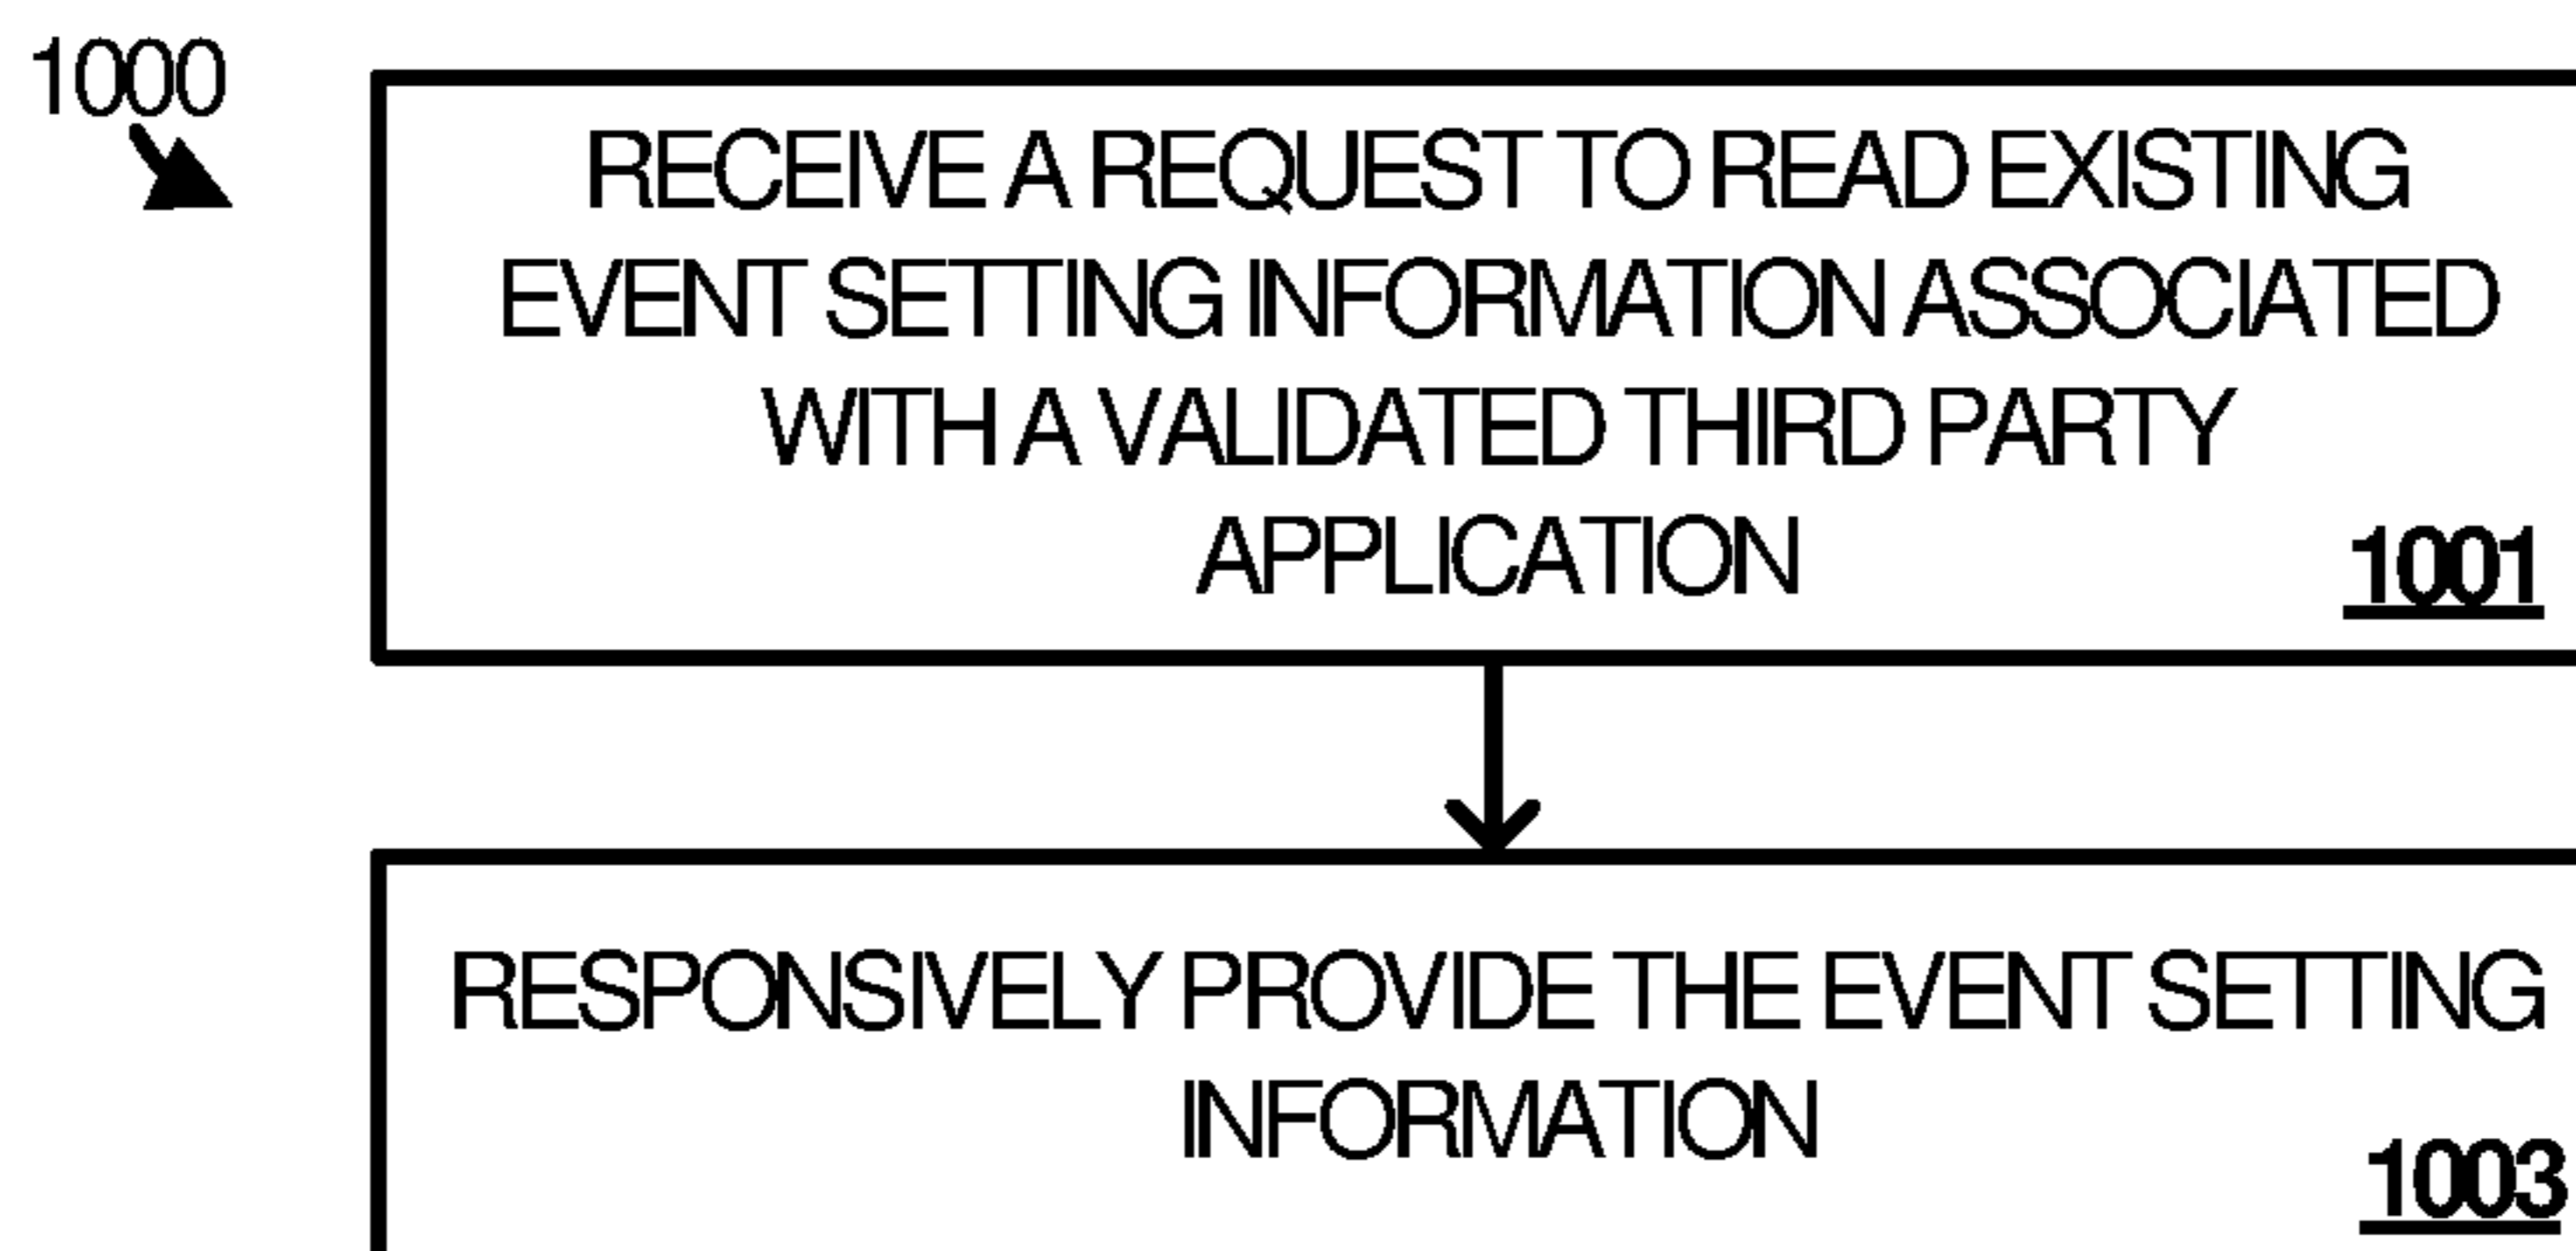 1000
RECEIVE A REQUEST TO READ EXISTING
EVENT SETTING INFORMATION ASSOCIATED
WITH A VALIDATED THIRD PARTY
APPLICATION
1001
RESPONSIVELY PROVIDE THE EVENT SETTING
INFORMATION
1003